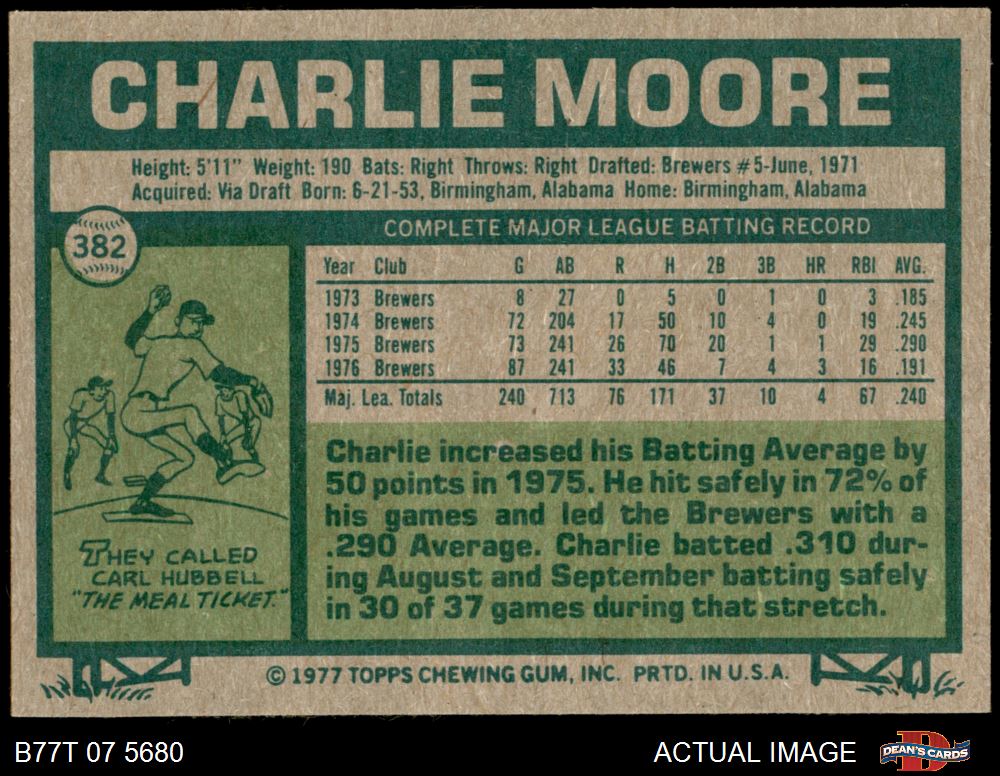 CHARLIE MOORE
Height: 5'11" Weight: 190 Bats: Right Throws: Right Drafted: Brewers #5-June, 1971
Acquired: Via Draft Born: 6-21-53, Birmingham, Alabama Home: Birmingham, Alabama
382
COMPLETE MAJOR LEAGUE BATTING RECORD
Year Club G AB R H 2B 3B HR RBI AVG.
1973 Brewers 8 27 0 5 0 1 0 3 .185
1974 Brewers 72 204 17 50 10 4 0 19 .245
1975 Brewers 73 241 26 70 20 1 1 29 .290
1976 Brewers 87 241 33 46 7 4 3 16 .191
Maj. Lea. Totals 240 713 76 171 37 10 4 67 .240
Charlie increased his Batting Average by
50 points in 1975. He hit safely in 72% of
his games and led the Brewers with a
.290 Average. Charlie batted .310 dur-
ing August and September batting safely
in 30 of 37 games during that stretch.
THEY CALLED
CARL HUBBELL
"THE MEAL TICKET."
© 1977 TOPPS CHEWING GUM, INC. PRTD. IN U.S.A.
B77T 07 5680
ACTUAL IMAGE
DEAN'S CARDS